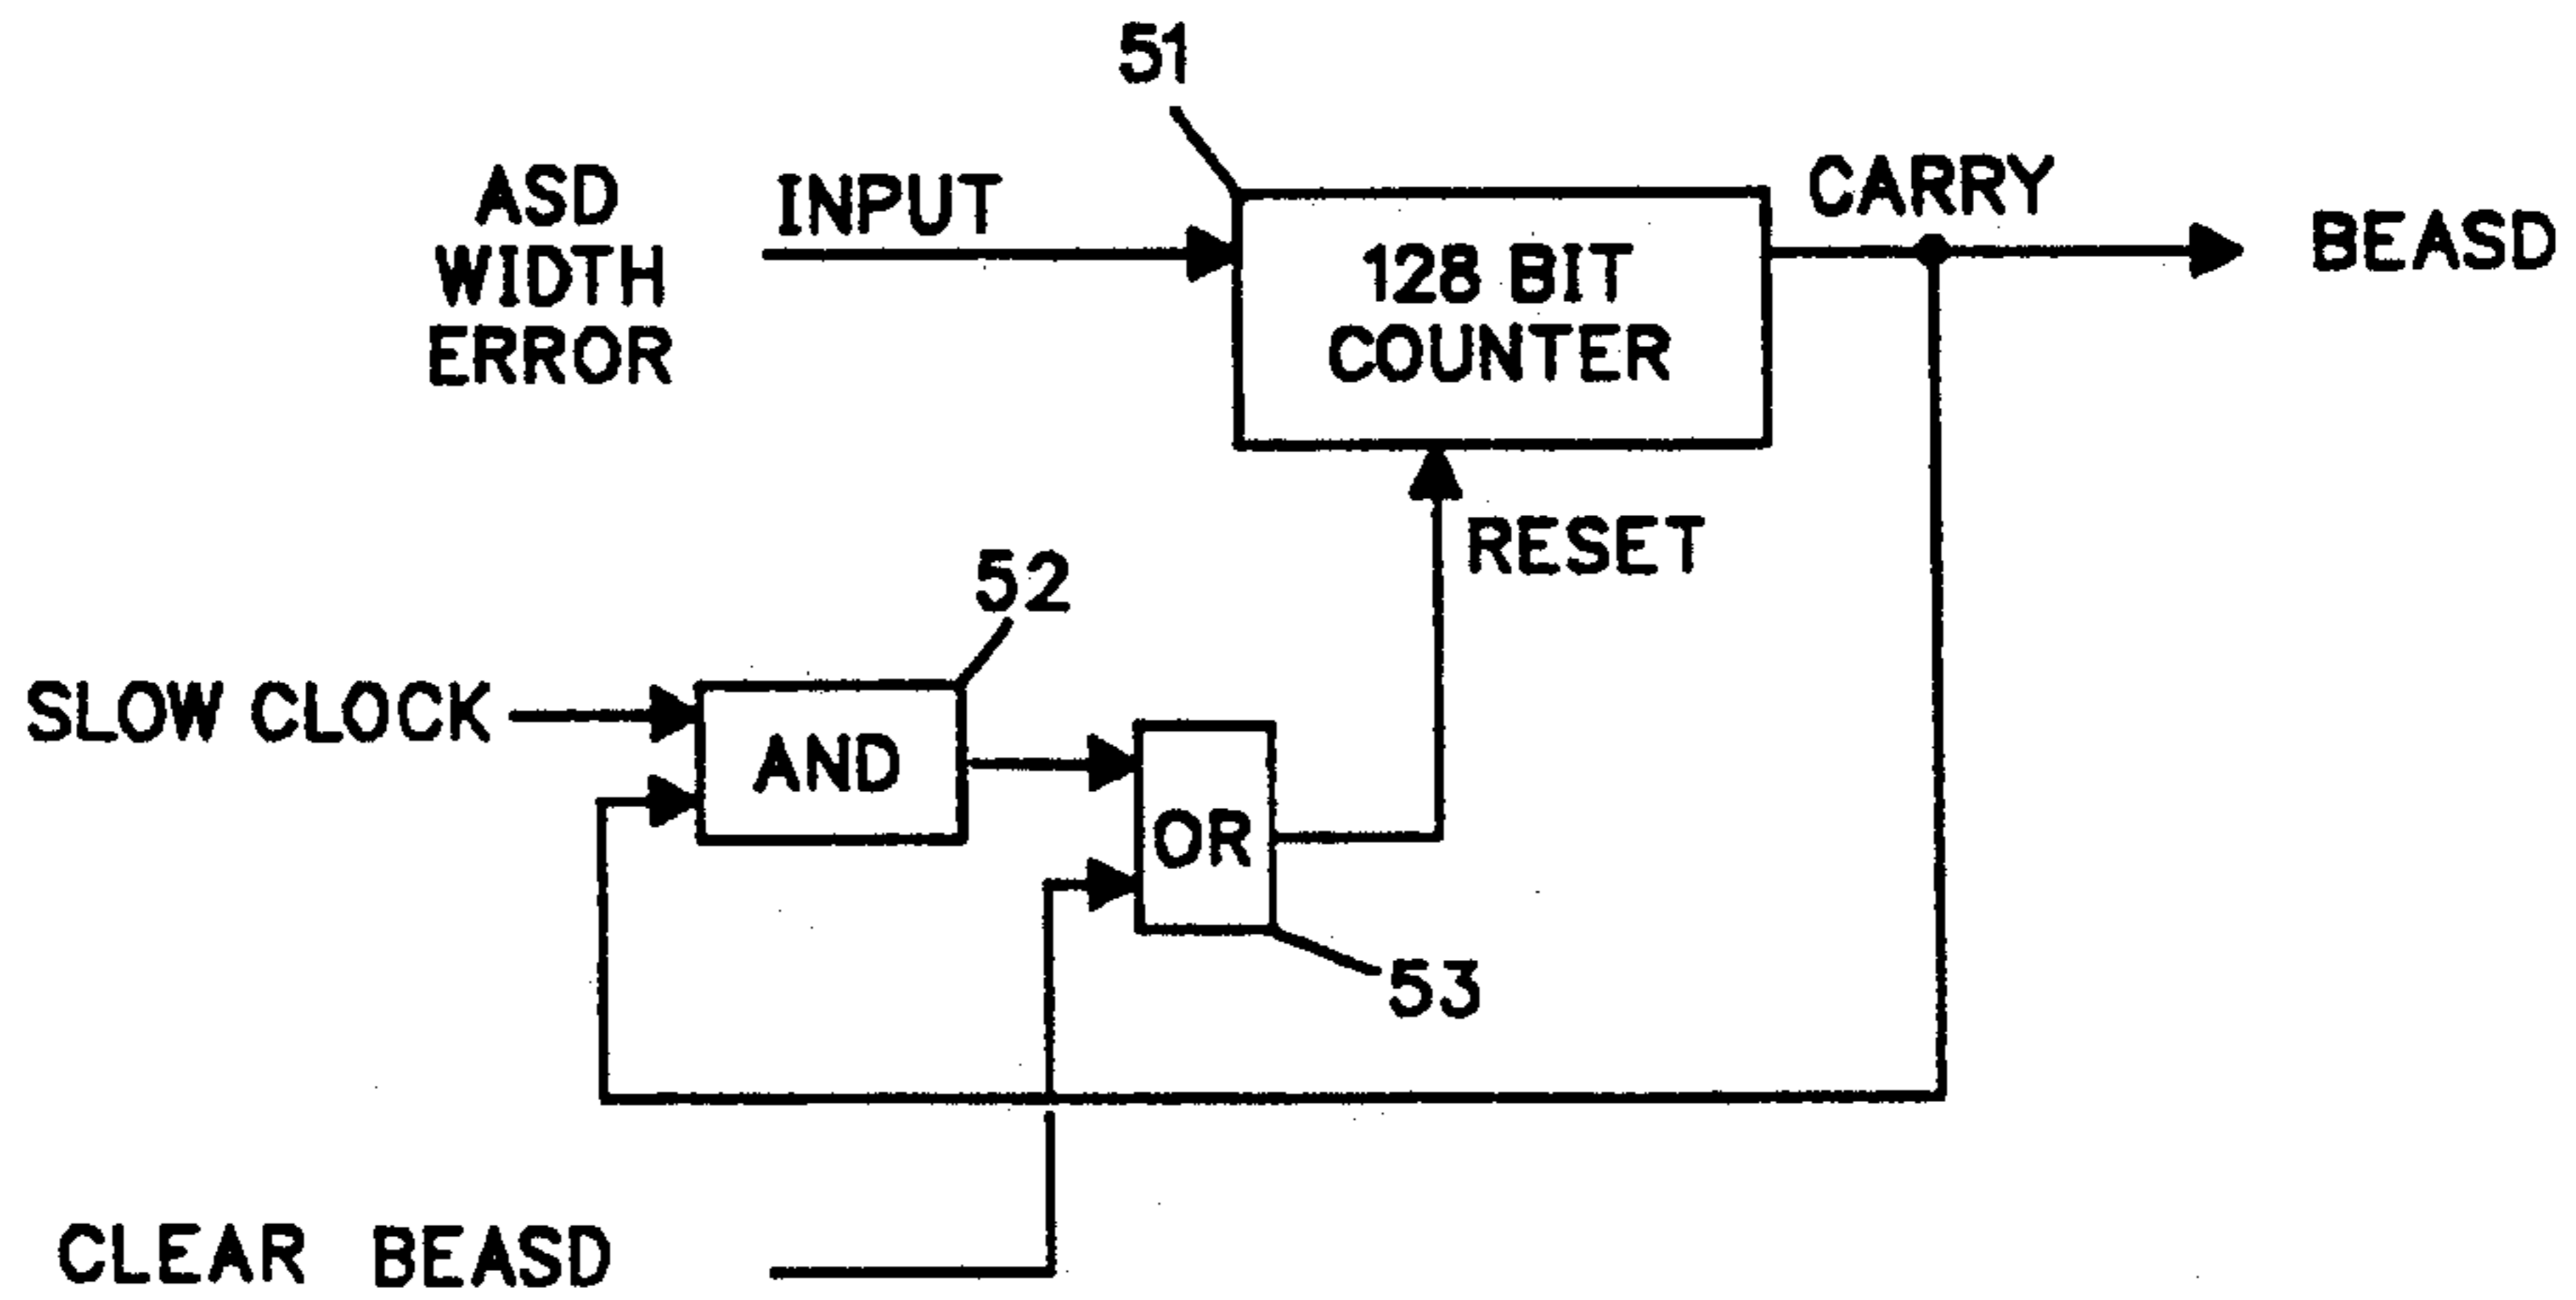 51
ASD
WIDTH
ERROR
INPUT
128 BIT
COUNTER
CARRY
BEASD
RESET
52
SLOW CLOCK
AND
OR
53
CLEAR BEASD